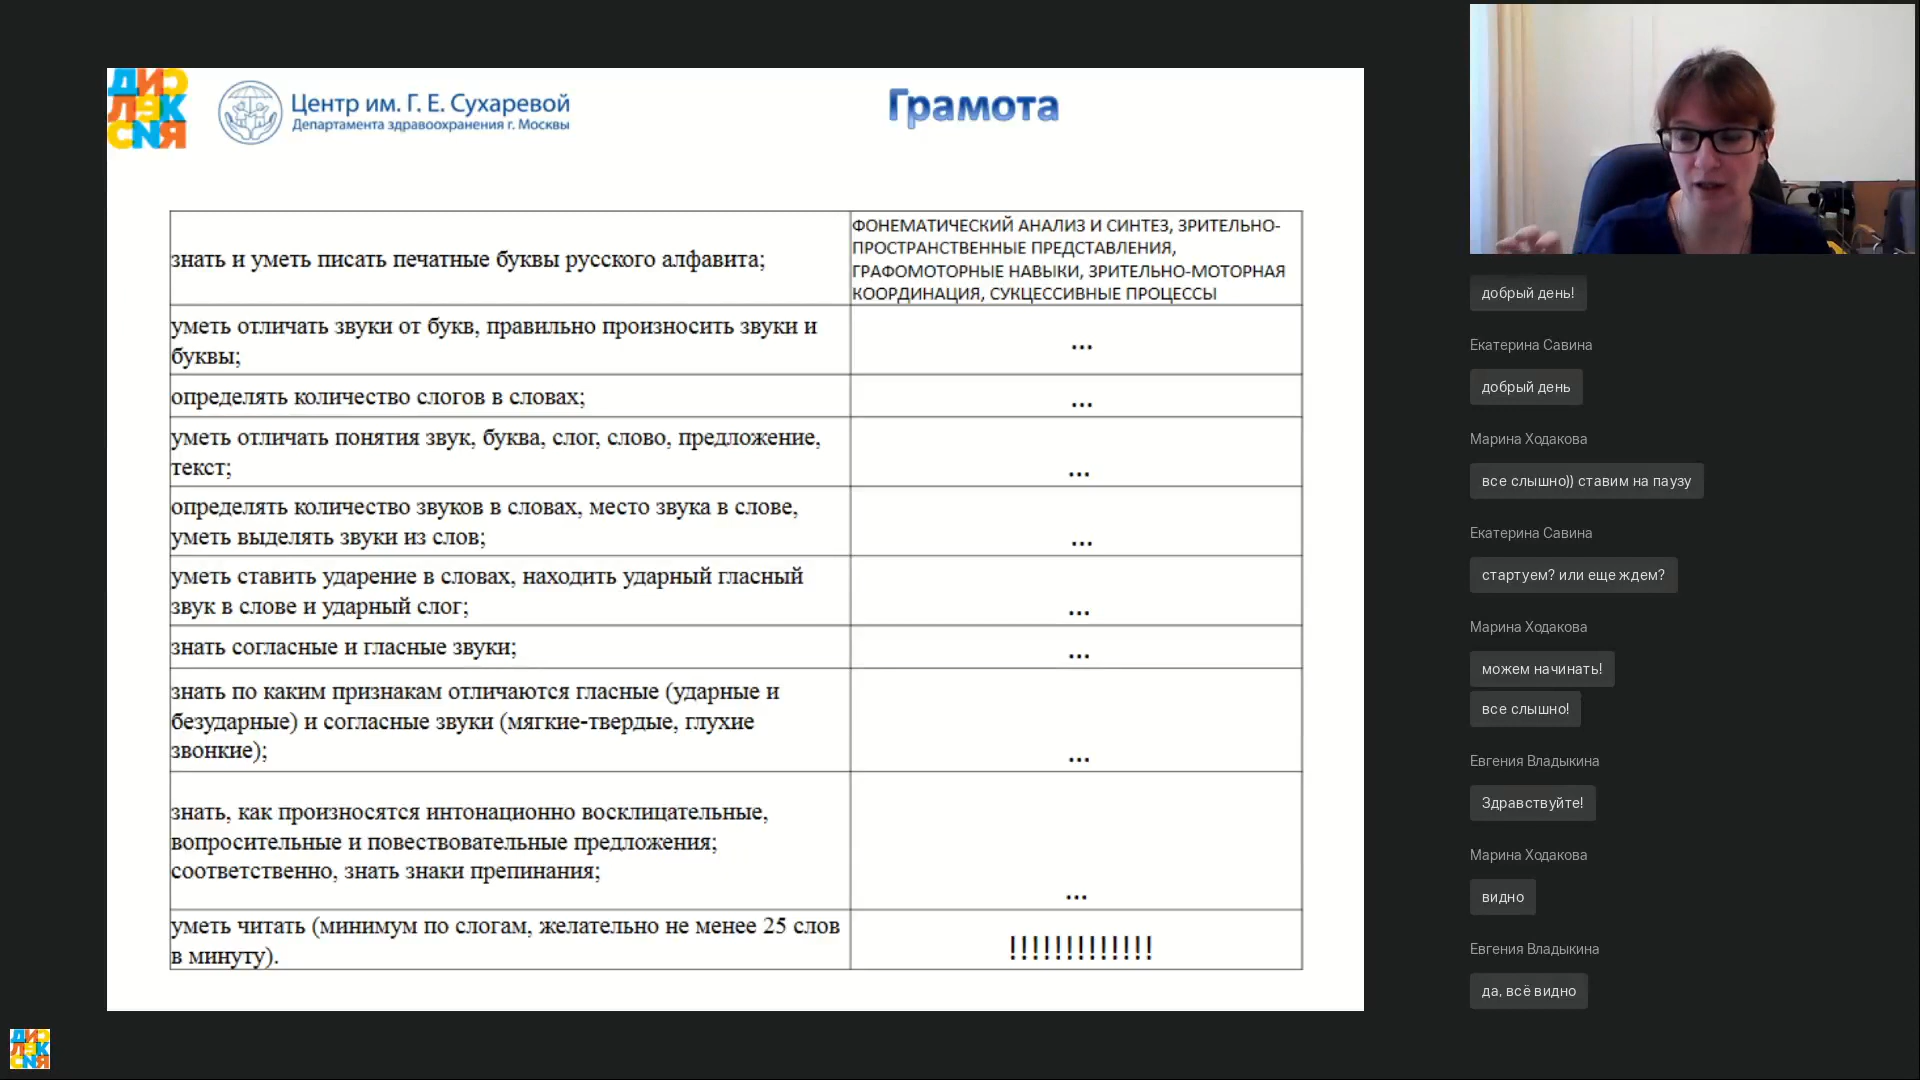 ДИС
ЛЕК
СИЯ
Центр им. Г. Е. Сухаревой
Департамента здравоохранения г. Москвы
Грамота
знать и уметь писать печатные буквы русского алфавита;
ФОНЕМАТИЧЕСКИЙ АНАЛИЗ И СИНТЕЗ, ЗРИТЕЛЬНО-
ПРОСТРАНСТВЕННЫЕ ПРЕДСТАВЛЕНИЯ,
ГРАФОМОТОРНЫЕ НАВЫКИ, ЗРИТЕЛЬНО-МОТОРНАЯ
КООРДИНАЦИЯ, СУКЦЕССИВНЫЕ ПРОЦЕССЫ
уметь отличать звуки от букв, правильно произносить звуки и
буквы;
...
определять количество слогов в словах;
...
уметь отличать понятия звук, буква, слог, слово, предложение,
текст;
...
определять количество звуков в словах, место звука в слове,
уметь выделять звуки из слов;
...
уметь ставить ударение в словах, находить ударный гласный
звук в слове и ударный слог;
...
знать согласные и гласные звуки;
...
знать по каким признакам отличаются гласные (ударные и
безударные) и согласные звуки (мягкие-твердые, глухие
звонкие);
...
знать, как произносятся интонационно восклицательные,
вопросительные и повествовательные предложения;
соответственно, знать знаки препинания;
...
уметь читать (минимум по слогам, желательно не менее 25 слов
в минуту).
!!!!!!!!!!!!!
добрый день!
Екатерина Савина
добрый день
Марина Ходакова
все слышно)) ставим на паузу
Екатерина Савина
стартуем? или еще ждем?
Марина Ходакова
можем начинать!
все слышно!
Евгения Владыкина
Здравствуйте!
Марина Ходакова
видно
Евгения Владыкина
да, всё видно
ДИС
ЛЕК
СИЯ